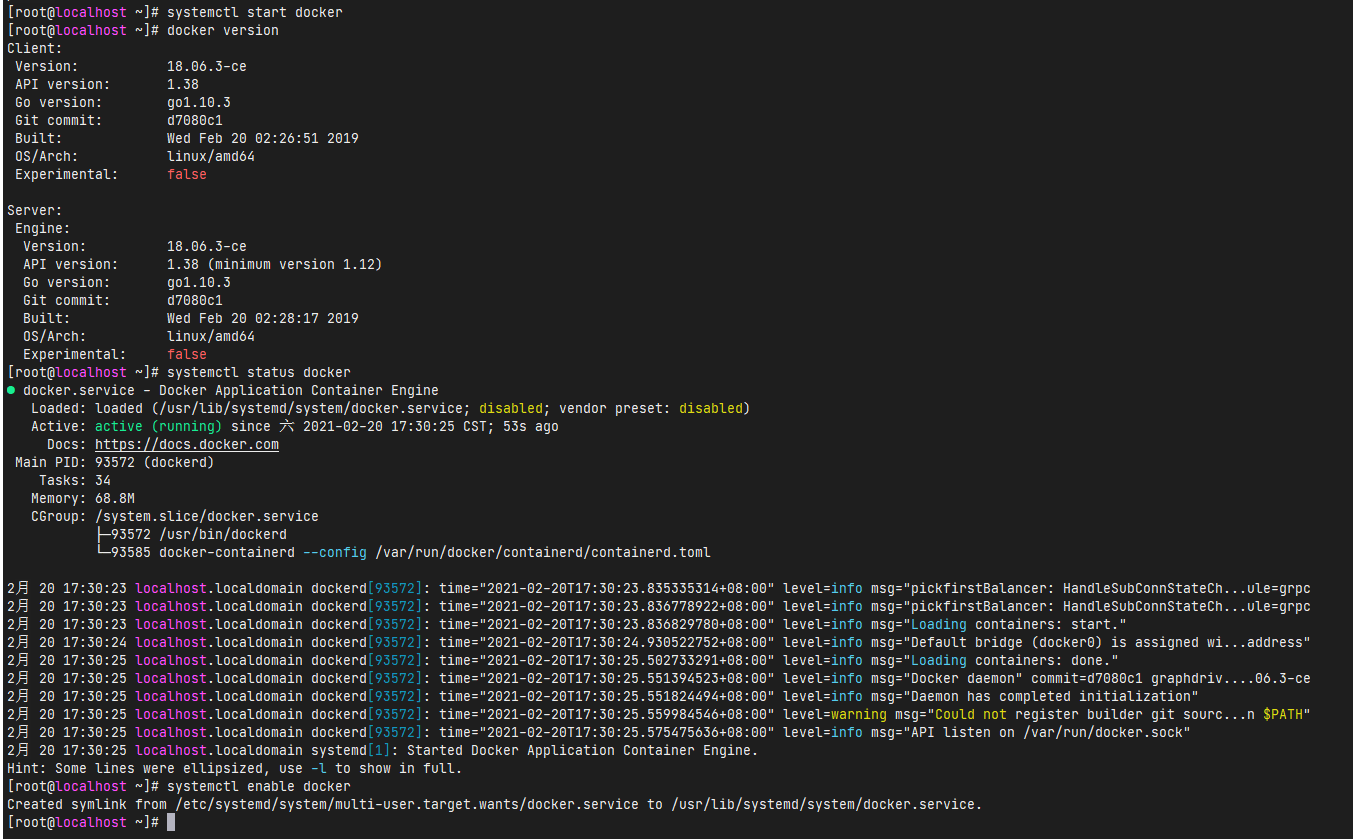 [root@localhost ~]# systemctl start docker
[root@localhost ~]# docker version
Client:
 Version:           18.06.3-ce
 API version:       1.38
 Go version:        go1.10.3
 Git commit:        d7080c1
 Built:             Wed Feb 20 02:26:51 2019
 OS/Arch:           linux/amd64
 Experimental:      false

Server:
 Engine:
  Version:          18.06.3-ce
  API version:      1.38 (minimum version 1.12)
  Go version:       go1.10.3
  Git commit:       d7080c1
  Built:            Wed Feb 20 02:28:17 2019
  OS/Arch:          linux/amd64
  Experimental:     false
[root@localhost ~]# systemctl status docker
● docker.service - Docker Application Container Engine
   Loaded: loaded (/usr/lib/systemd/system/docker.service; disabled; vendor preset: disabled)
   Active: active (running) since 六 2021-02-20 17:30:25 CST; 53s ago
     Docs: https://docs.docker.com
 Main PID: 93572 (dockerd)
    Tasks: 34
   Memory: 68.8M
   CGroup: /system.slice/docker.service
           ├─93572 /usr/bin/dockerd
           └─93585 docker-containerd --config /var/run/docker/containerd/containerd.toml

2月 20 17:30:23 localhost.localdomain dockerd[93572]: time="2021-02-20T17:30:23.835335314+08:00" level=info msg="pickfirstBalancer: HandleSubConnStateCh...ule=grpc
2月 20 17:30:23 localhost.localdomain dockerd[93572]: time="2021-02-20T17:30:23.836778922+08:00" level=info msg="pickfirstBalancer: HandleSubConnStateCh...ule=grpc
2月 20 17:30:23 localhost.localdomain dockerd[93572]: time="2021-02-20T17:30:23.836829780+08:00" level=info msg="Loading containers: start."
2月 20 17:30:24 localhost.localdomain dockerd[93572]: time="2021-02-20T17:30:24.930522752+08:00" level=info msg="Default bridge (docker0) is assigned wi...address"
2月 20 17:30:25 localhost.localdomain dockerd[93572]: time="2021-02-20T17:30:25.502733291+08:00" level=info msg="Loading containers: done."
2月 20 17:30:25 localhost.localdomain dockerd[93572]: time="2021-02-20T17:30:25.551394523+08:00" level=info msg="Docker daemon" commit=d7080c1 graphdriv....06.3-ce
2月 20 17:30:25 localhost.localdomain dockerd[93572]: time="2021-02-20T17:30:25.551824494+08:00" level=info msg="Daemon has completed initialization"
2月 20 17:30:25 localhost.localdomain dockerd[93572]: time="2021-02-20T17:30:25.559984546+08:00" level=warning msg="Could not register builder git sourc...n $PATH"
2月 20 17:30:25 localhost.localdomain dockerd[93572]: time="2021-02-20T17:30:25.575475636+08:00" level=info msg="API listen on /var/run/docker.sock"
2月 20 17:30:25 localhost.localdomain systemd[1]: Started Docker Application Container Engine.
Hint: Some lines were ellipsized, use -l to show in full.
[root@localhost ~]# systemctl enable docker
Created symlink from /etc/systemd/system/multi-user.target.wants/docker.service to /usr/lib/systemd/system/docker.service.
[root@localhost ~]#